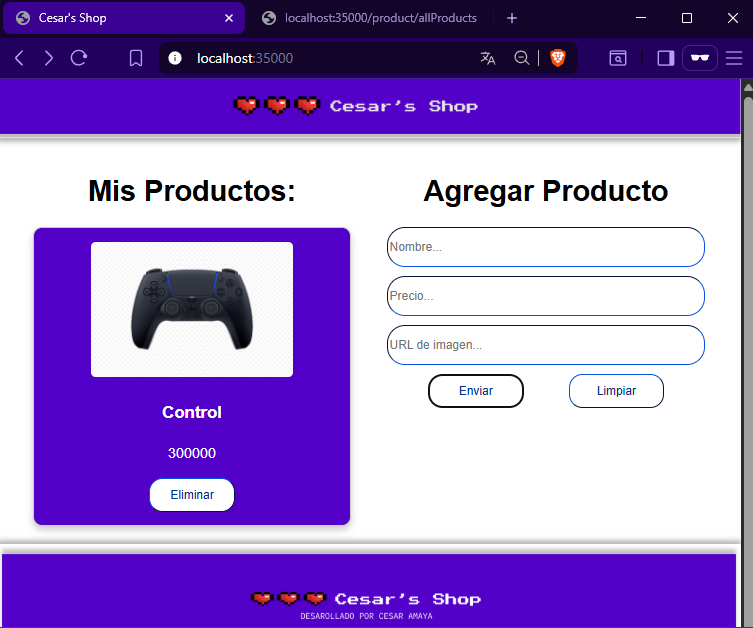 Cesar's Shop
localhost:35000/product/allProducts
localhost:35000
Cesar's Shop
Mis Productos:
Agregar Producto
Control
300000
Eliminar
Nombre...
Precio...
URL de imagen...
Enviar
Limpiar
Cesar's Shop
DESAROLLADO POR CESAR AMAYA